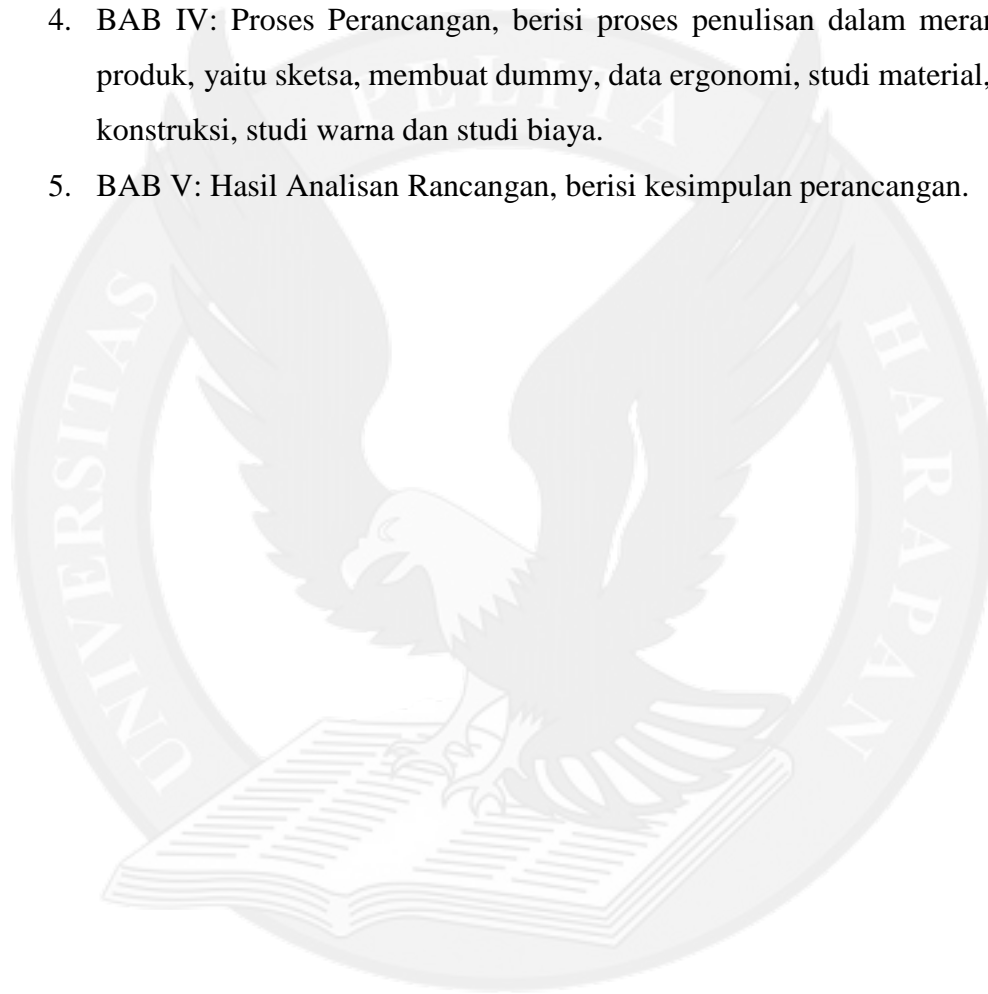 4. BAB IV: Proses Perancangan, berisi proses penulisan dalam
produk, yaitu sketsa, membuat dummy, data ergonomi, studi material,
konstruksi, studi warna dan studi biaya.
5. BAB V: Hasil Analisan Rancangan, berisi kesimpulan perancangan.
UNIVERSITAS PELITA HARAPAN